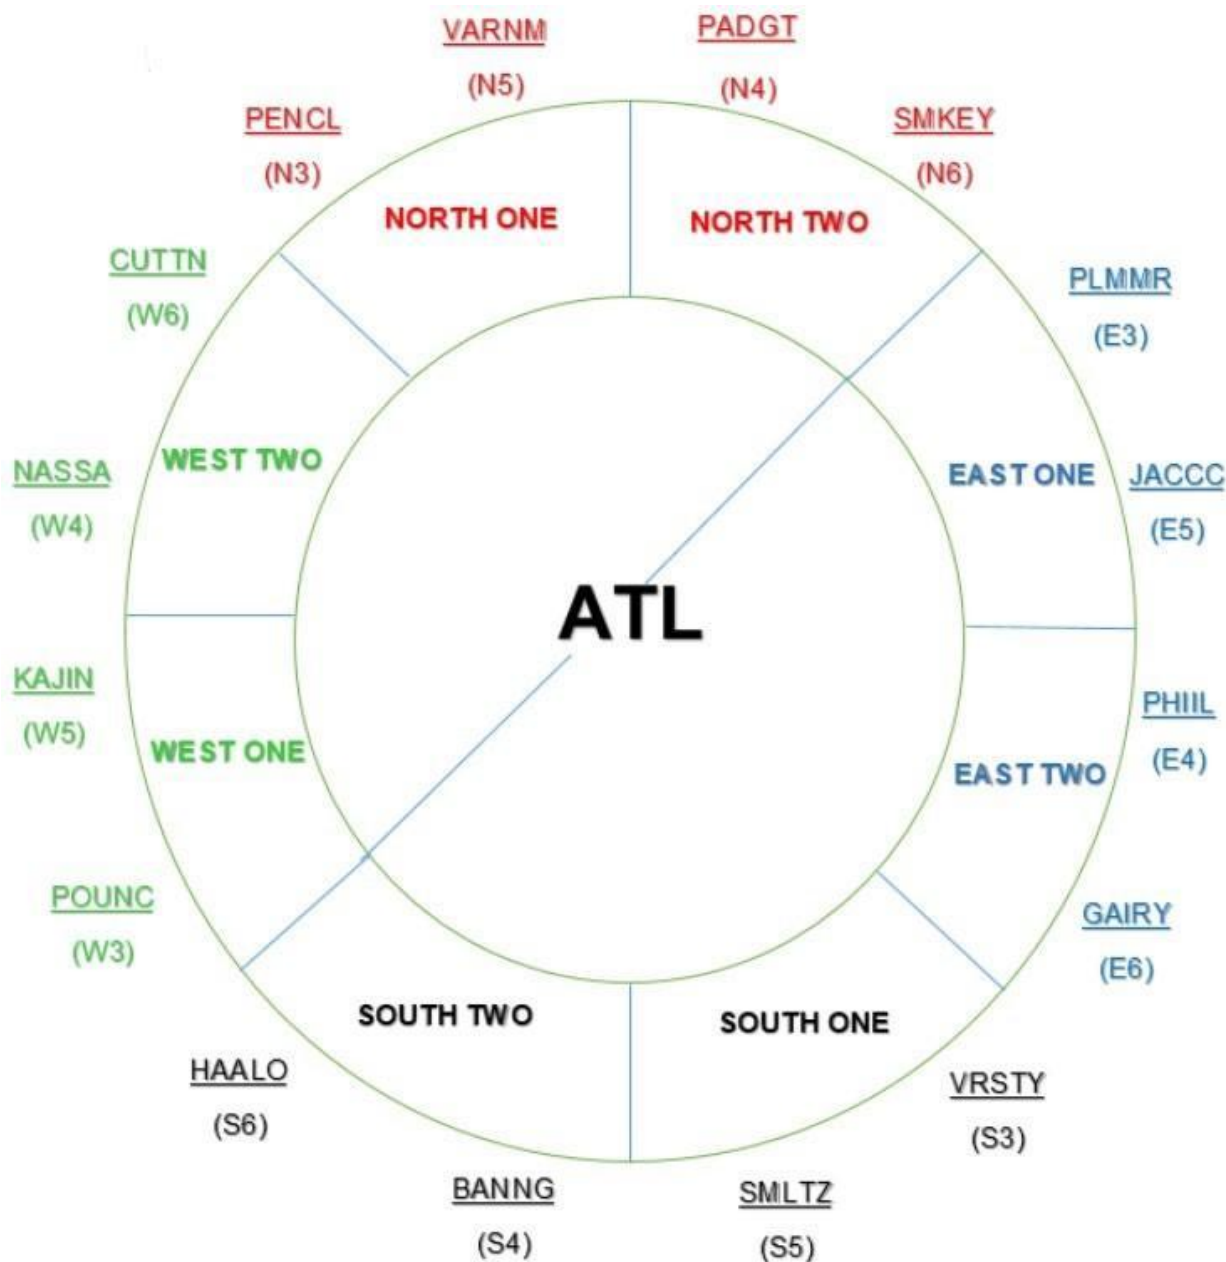 VARNM
(N5)
PADGT
(N4)
PENCL
(N3)
SMKEY
(N6)
NORTH ONE
NORTH TWO
CUTTN
(W6)
PLMMR
(E3)
WEST TWO
NASSA
(W4)
EAST ONE
JACCC
(E5)
ATL
KAJIN
(W5)
WEST ONE
PHIIL
(E4)
EAST TWO
POUNC
(W3)
GAIRY
(E6)
SOUTH TWO
SOUTH ONE
HAALO
(S6)
VRSTY
(S3)
BANNG
(S4)
SMLTZ
(S5)